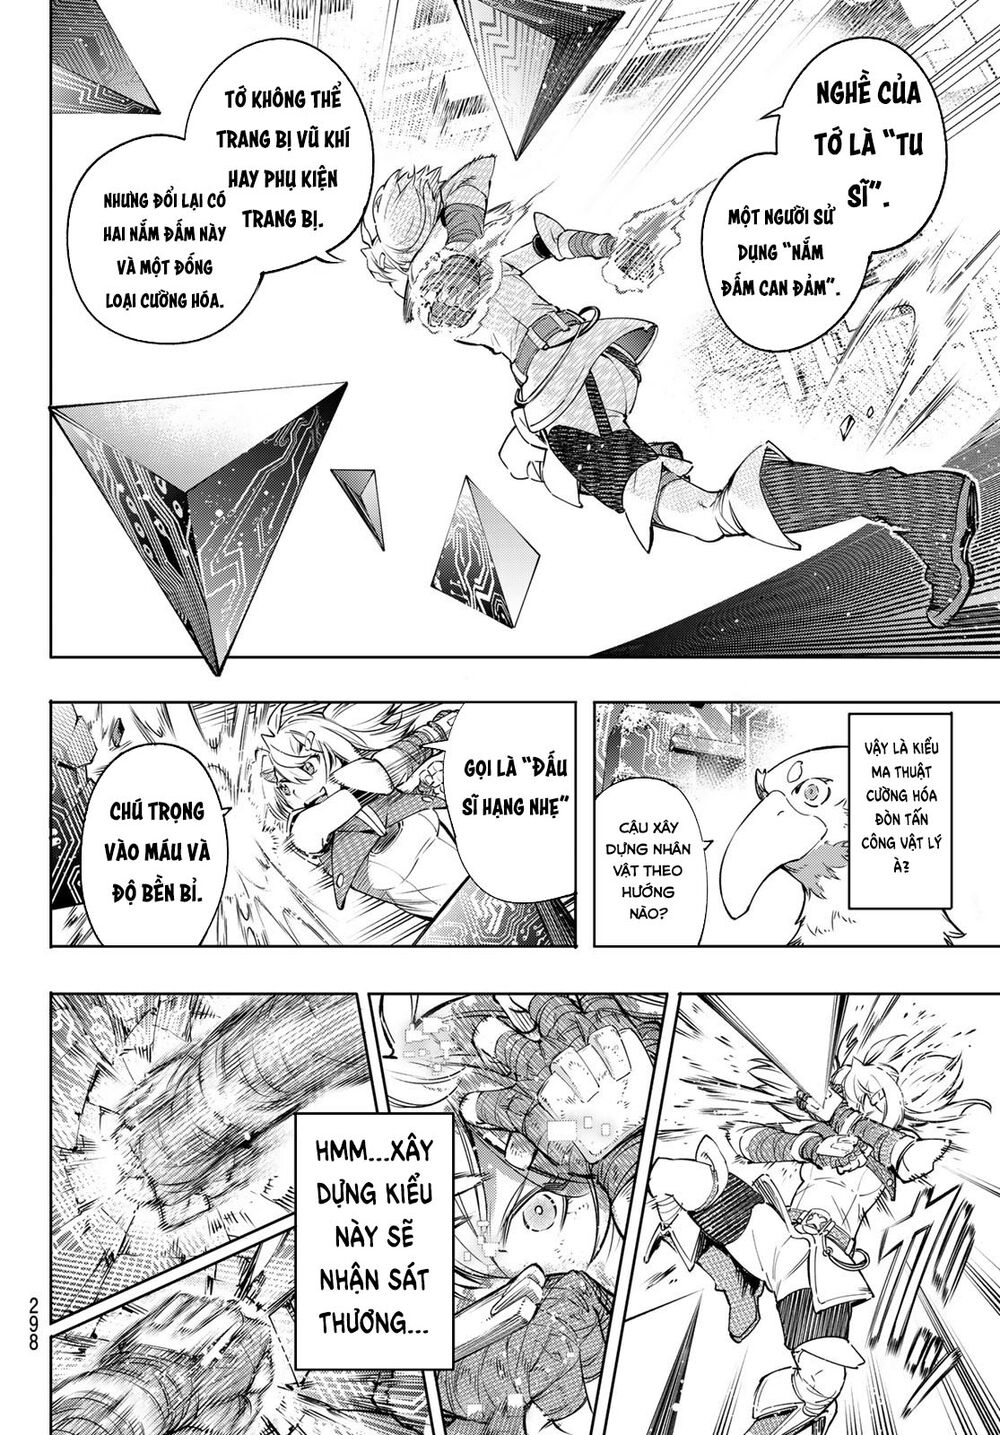 NGHỀ CỦA
TỚ LÀ "TU
SĨ".
MỘT NGƯỜI SỬ
DỤNG "NẮM
ĐẤM CAN ĐẢM".
TỚ KHÔNG THỂ
TRANG BỊ VŨ KHÍ
HAY PHỤ KIỆN
TRANG BỊ.
NHƯNG ĐỔI LẠI CÓ
HAI NẮM ĐẤM NÀY
VÀ MỘT ĐỐNG
LOẠI CƯỜNG HÓA.
VẬY LÀ KIỂU
MA THUẬT
CƯỜNG HÓA
ĐÒN TẤN
CÔNG VẬT LÝ
À?
CẬU XÂY
DỰNG NHÂN
VẬT THEO
HƯỚNG
NÀO?
GỌI LÀ "ĐẤU
SĨ HẠNG NHẸ"
CHÚ TRỌNG
VÀO MÁU VÀ
ĐỘ BỀN BỈ.
HMM...XÂY
DỰNG KIỂU
NÀY SẼ
NHẬN SÁT
THƯƠNG...
298